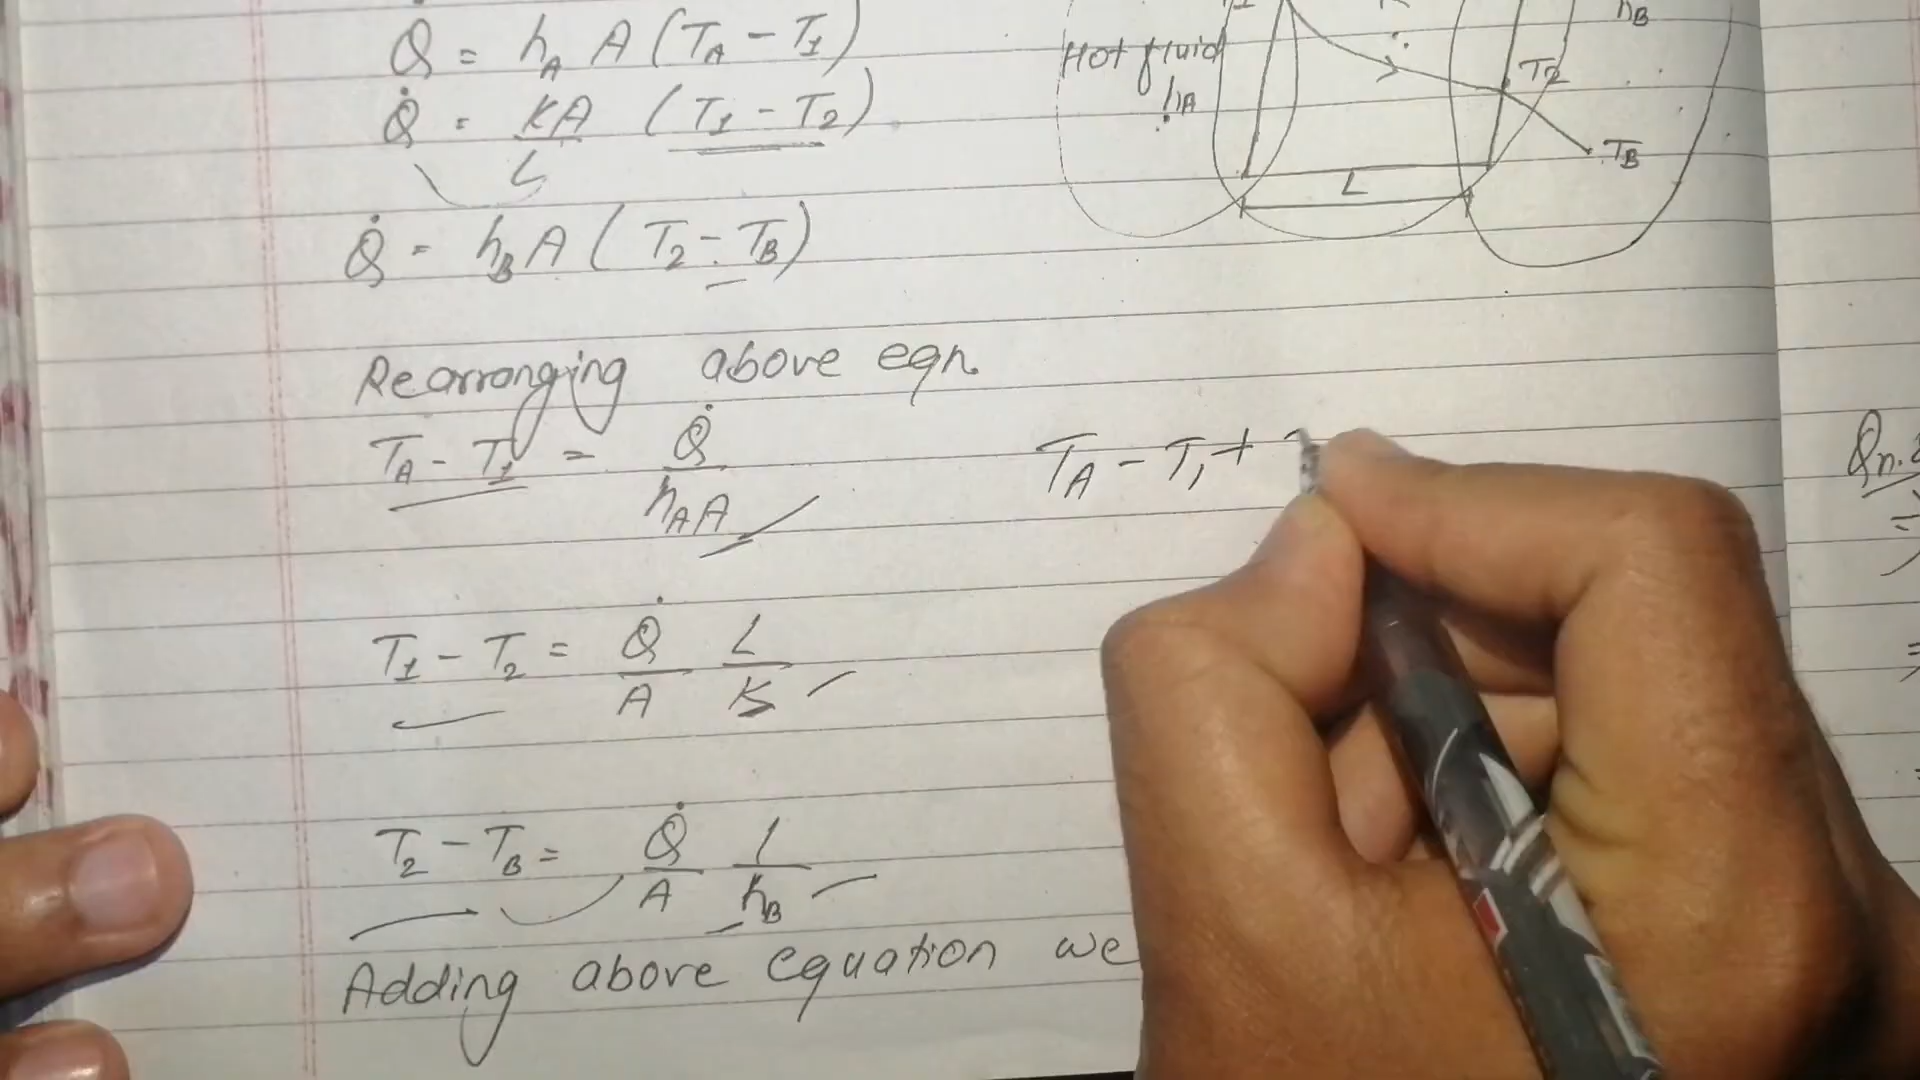 Q̇ = h_A A (T_A - T_1)
Q̇ = KA/L (T_1 - T_2)
Q̇ = h_B A (T_2 - T_B)
Rearranging above eqn.
T_A - T_1 = Q̇/h_A A
T_1 - T_2 = Q̇/A L/K
T_2 - T_B = Q̇/A 1/h_B
Adding above equation we
T_A - T_1 +
h_B
Hot fluid
h_A
T_2
T_B
L
Qn.